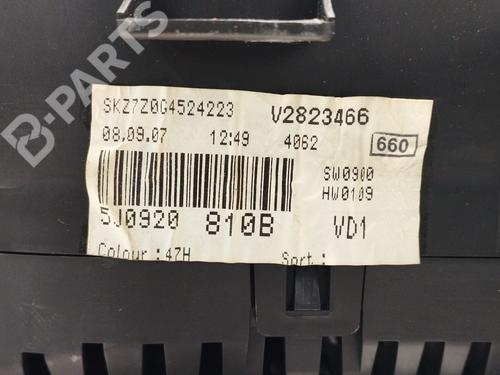 SKZ7Z0G4524223 V2823466
08.09.07 12:49 4062 660
SW0900
HW0109
5J0920 810B VD1
Colour : 47H Sort :
B-PARTS